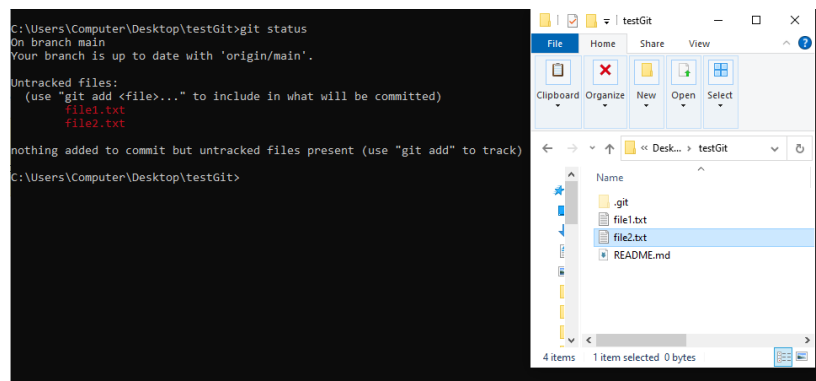 C:\Users\Computer\Desktop\testGit>git status
On branch main
Your branch is up to date with 'origin/main'.
Untracked files:
(use "git add <file>..." to include in what will be committed)
file1.txt
file2.txt
nothing added to commit but untracked files present (use "git add" to track)
C:\Users\Computer\Desktop\testGit>
testGit
File Home Share View
Clipboard Organize New Open Select
« Desk... › testGit
Name
.git
file1.txt
file2.txt
README.md
4 items 1 item selected 0 bytes